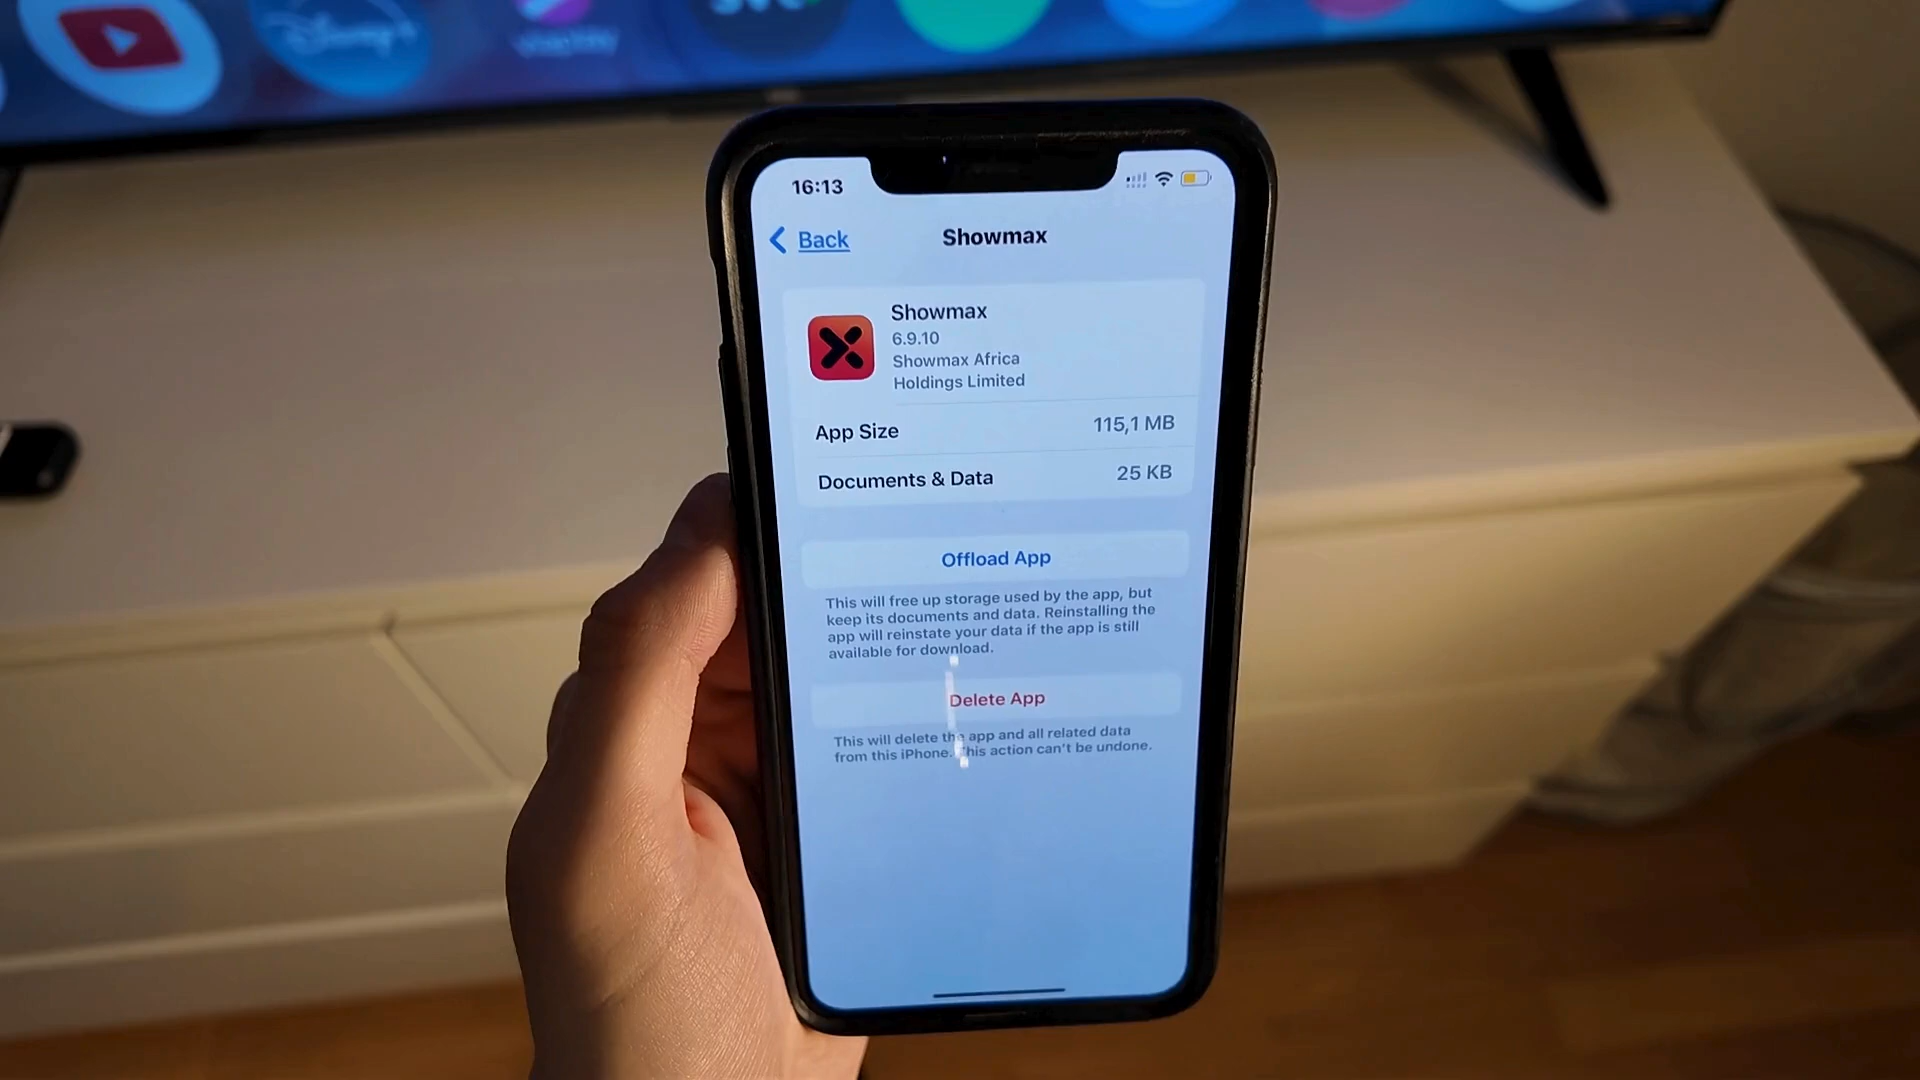 Disney+
viaplay
16:13
Back
Showmax
Showmax
6.9.10
Showmax Africa
Holdings Limited
App Size
115,1 MB
Documents & Data
25 KB
Offload App
This will free up storage used by the app, but
keep its documents and data. Reinstalling the
app will reinstate your data if the app is still
available for download.
Delete App
This will delete the app and all related data
from this iPhone. This action can't be undone.